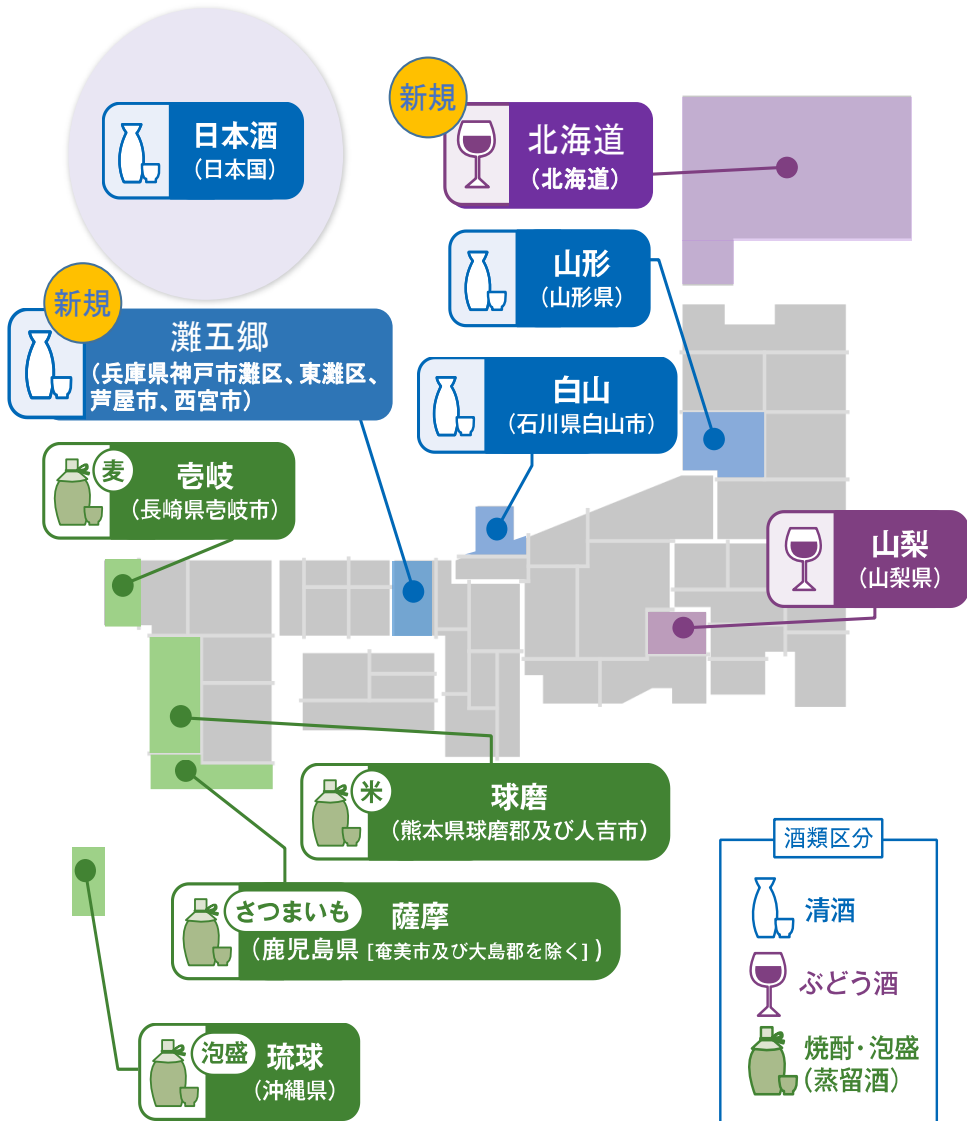 日本酒
(日本国)
新規
北海道
(北海道)
山形
(山形県)
新規
灘五郷
(兵庫県神戸市灘区、東灘区、
芦屋市、西宮市)
白山
(石川県白山市)
麦
壱岐
(長崎県壱岐市)
山梨
(山梨県)
米
球磨
(熊本県球磨郡及び人吉市)
さつまいも
薩摩
(鹿児島県 [奄美市及び大島郡を除く] )
泡盛
琉球
(沖縄県)
酒類区分
清酒
ぶどう酒
焼酎・泡盛
(蒸留酒)